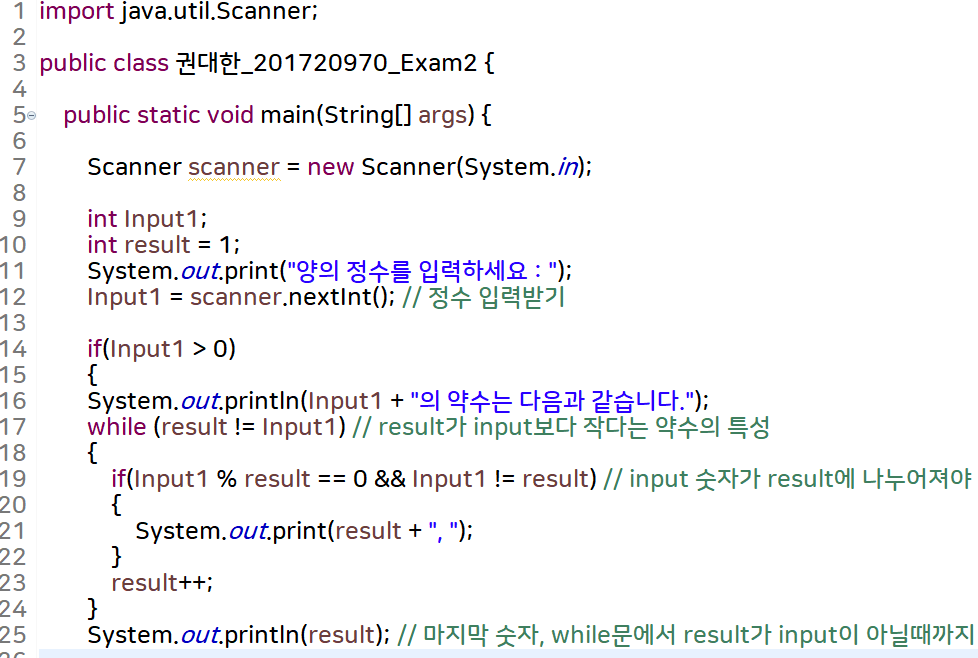 1 import java.util.Scanner;
2
3 public class 권대한_201720970_Exam2 {
4
5 public static void main(String[] args) {
6
7 Scanner scanner = new Scanner(System.in);
8
9 int Input1;
10 int result = 1;
11 System.out.print("양의 정수를 입력하세요 : ");
12 Input1 = scanner.nextInt(); // 정수 입력받기
13
14 if(Input1 > 0)
15 {
16 System.out.println(Input1 + "의 약수는 다음과 같습니다.");
17 while (result != Input1) // result가 input보다 작다는 약수의 특성
18 {
19 if(Input1 % result == 0 && Input1 != result) // input 숫자가 result에 나누어져야
20 {
21 System.out.print(result + ", ");
22 }
23 result++;
24 }
25 System.out.println(result); // 마지막 숫자, while문에서 result가 input이 아닐때까지